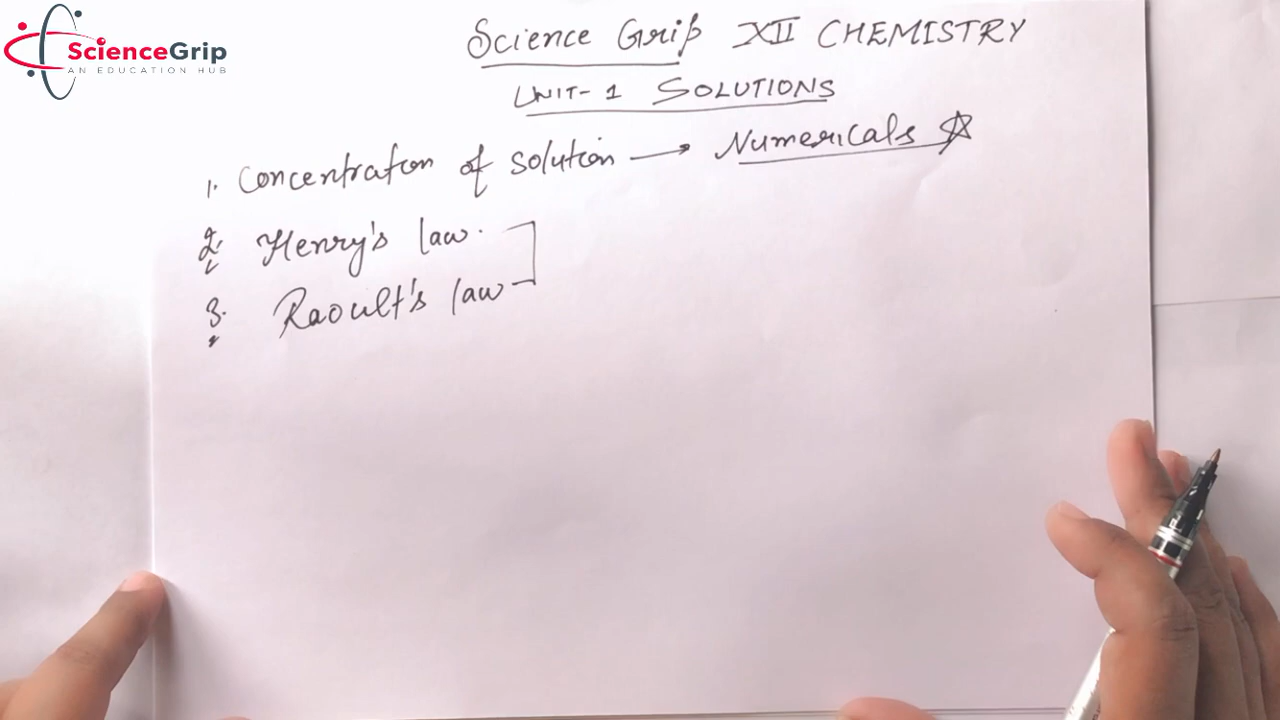 ScienceGrip
AN EDUCATION HUB
Science Grip XII CHEMISTRY
UNIT-1 SOLUTIONS
1. Concentration of solution → Numericals ☆
2. Henry's law.
3. Raoult's law